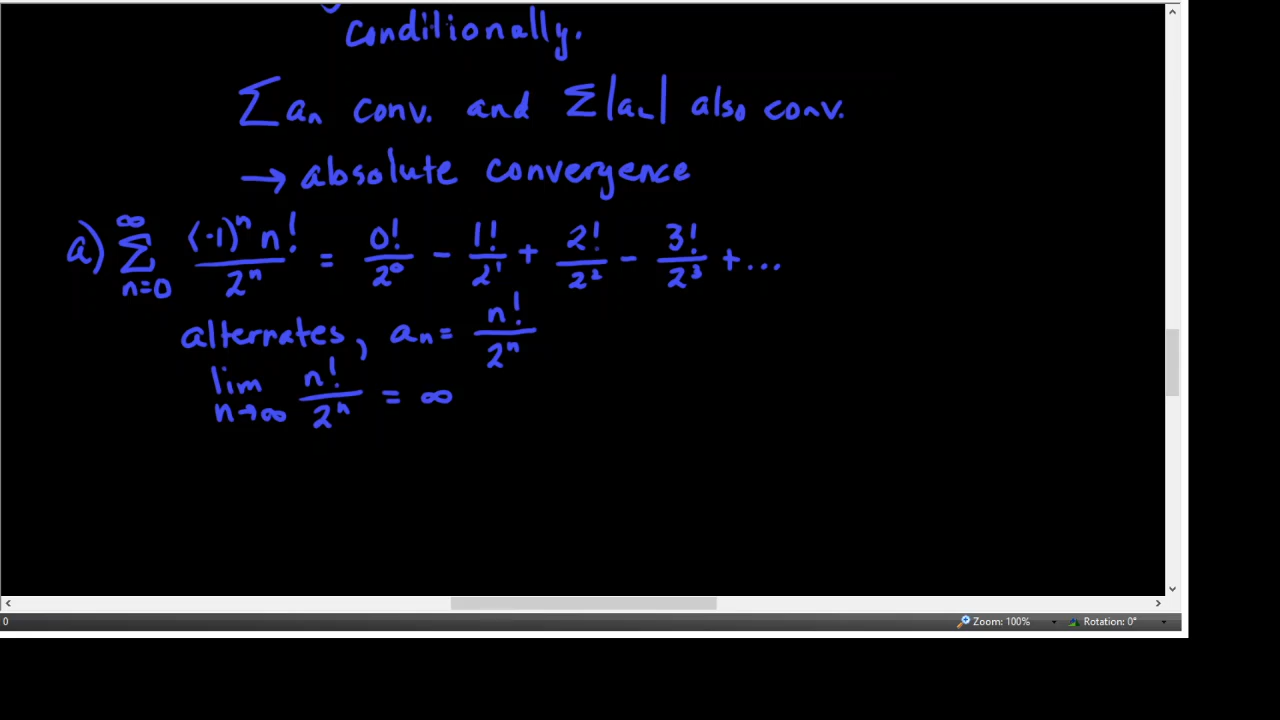 conditionally.
∑ aₙ conv. and ∑|aₙ| also conv.
→ absolute convergence
a) ∑_{n=0}^{∞} (-1)ⁿ n! / 2ⁿ = 0!/2⁰ - 1!/2¹ + 2!/2² - 3!/2³ + ...
alternates, aₙ = n!/2ⁿ
lim_{n→∞} n!/2ⁿ = ∞
0 Zoom: 100% Rotation: 0°